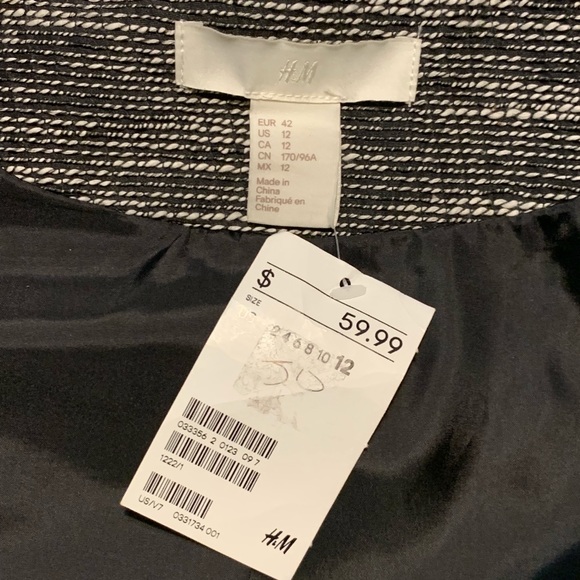 H&M
EUR 42
US 12
CA 12
CN 170/96A
MX 12
Made in
China
Fabriqué en
Chine
$ 59.99
SIZE
2 4 6 8 10 12
033356 2 0123 09 7
1222/1
US/V7 0331734 001
H&M